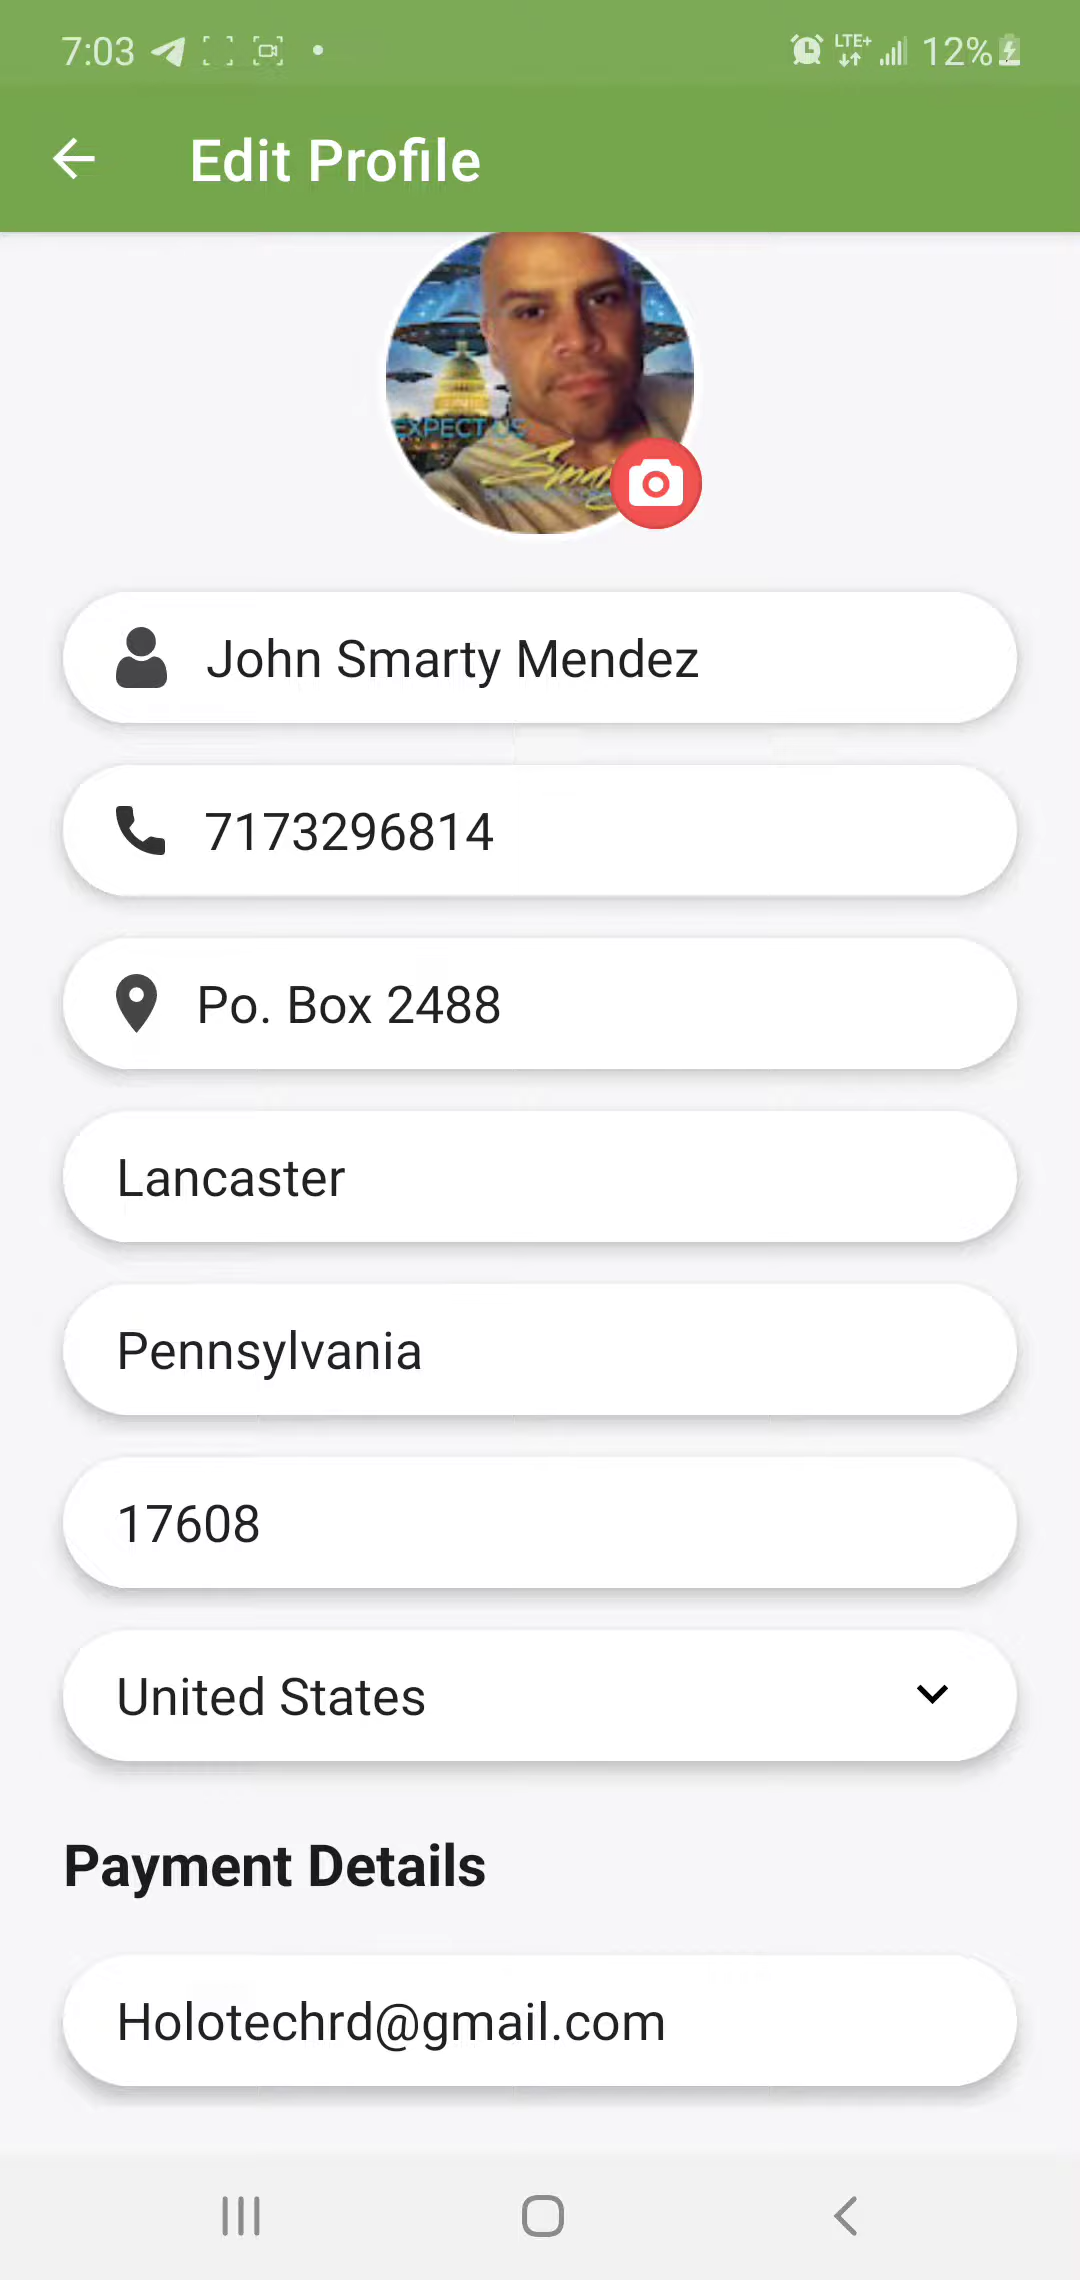 7:03
LTE+
12%
Edit Profile
EXPECT US
John Smarty Mendez
7173296814
Po. Box 2488
Lancaster
Pennsylvania
17608
United States
Payment Details
Holotechrd@gmail.com